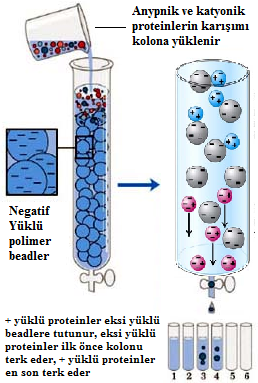 Anypnik ve katyonik
proteinlerin karışımı
kolona yüklenir
Negatif
Yüklü
polimer
beadler
+ yüklü proteinler eksi yüklü
beadlere tutunur, eksi yüklü
proteinler ilk önce kolonu
terk eder, + yüklü proteinler
en son terk eder
1 2 3 4 5 6